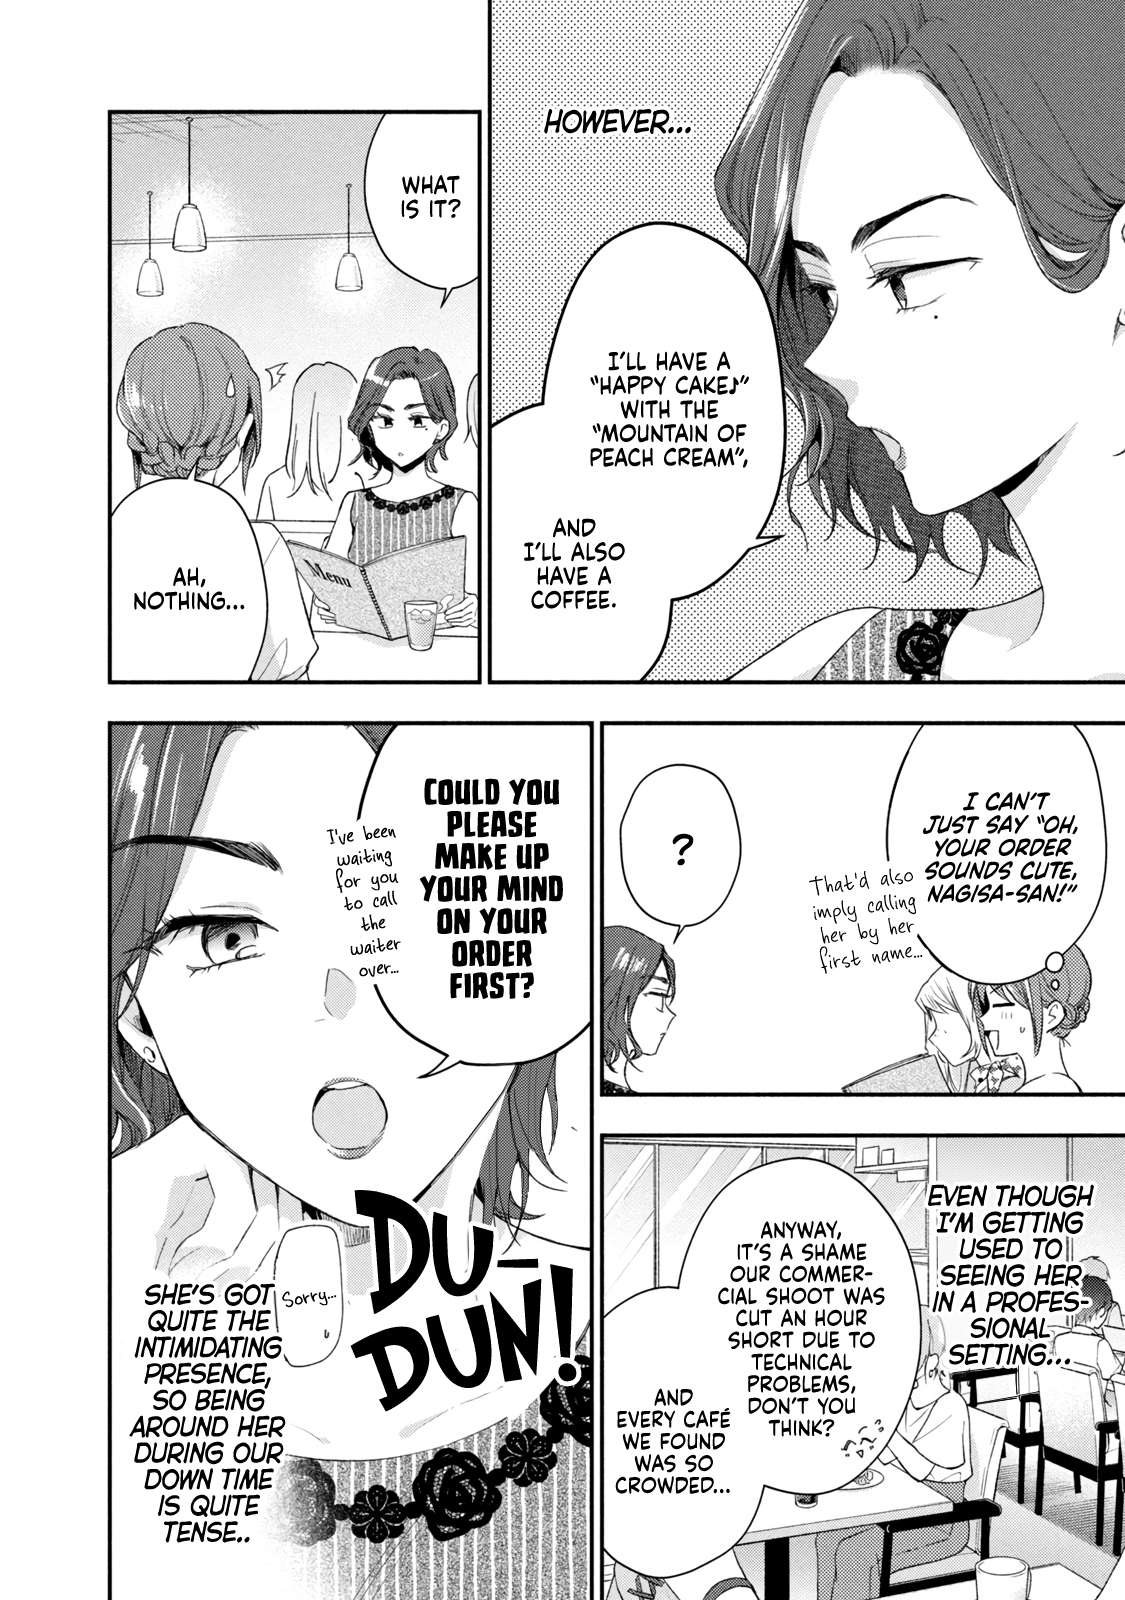 HOWEVER...
I'LL HAVE A
"HAPPY CAKE♪"
WITH THE
"MOUNTAIN OF
PEACH CREAM",
AND
I'LL ALSO
HAVE A
COFFEE.
WHAT
IS IT?
Menu
AH,
NOTHING...
I CAN'T
JUST SAY "OH,
YOUR ORDER
SOUNDS CUTE,
NAGISA-SAN!"
That'd also
imply calling
her by her
first name...
?
EVEN THOUGH
I'M GETTING
USED TO
SEEING HER
IN A PROFES-
SIONAL
SETTING...
ANYWAY,
IT'S A SHAME
OUR COMMER-
CIAL SHOOT WAS
CUT AN HOUR
SHORT DUE TO
TECHNICAL
PROBLEMS,
DON'T YOU
THINK?
AND
EVERY CAFÉ
WE FOUND
WAS SO
CROWDED...
COULD YOU
PLEASE
MAKE UP
YOUR MIND
ON YOUR
ORDER
FIRST?
I've been
waiting
for you
to call
the
waiter
over...
DU-
DUN!
Sorry...
SHE'S GOT
QUITE THE
INTIMIDATING
PRESENCE,
SO BEING
AROUND HER
DURING OUR
DOWN TIME
IS QUITE
TENSE..